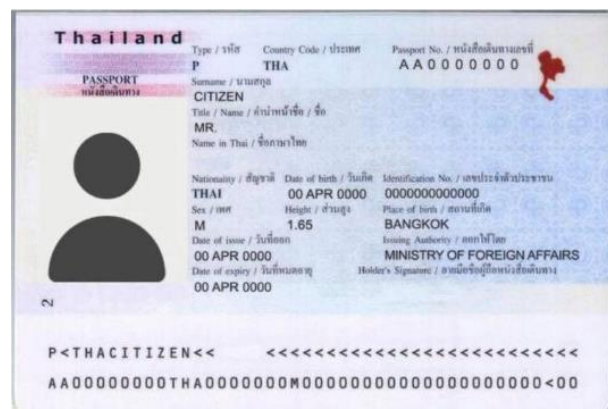 Thailand
PASSPORT
หนังสือเดินทาง
Type / รหัส Country Code / ประเทศ Passport No. / หนังสือเดินทางเลขที่
P THA AA0000000
Surname / นามสกุล
CITIZEN
Title / Name / คำนำหน้าชื่อ / ชื่อ
MR.
Name in Thai / ชื่อภาษาไทย
Nationality / สัญชาติ Date of birth / วันเกิด Identification No. / เลขประจำตัวประชาชน
THAI 00 APR 0000 0000000000000
Sex / เพศ Height / ส่วนสูง Place of birth / สถานที่เกิด
M 1.65 BANGKOK
Date of issue / วันที่ออก Issuing Authority / ออกให้โดย
00 APR 0000 MINISTRY OF FOREIGN AFFAIRS
Date of expiry / วันที่หมดอายุ Holder's Signature / ลายมือชื่อผู้ถือหนังสือเดินทาง
00 APR 0000
2
P<THACITIZEN<< <<<<<<<<<<<<<<<<<<<<<<<<<<
AA00000000THA0000000M00000000000000000000<00